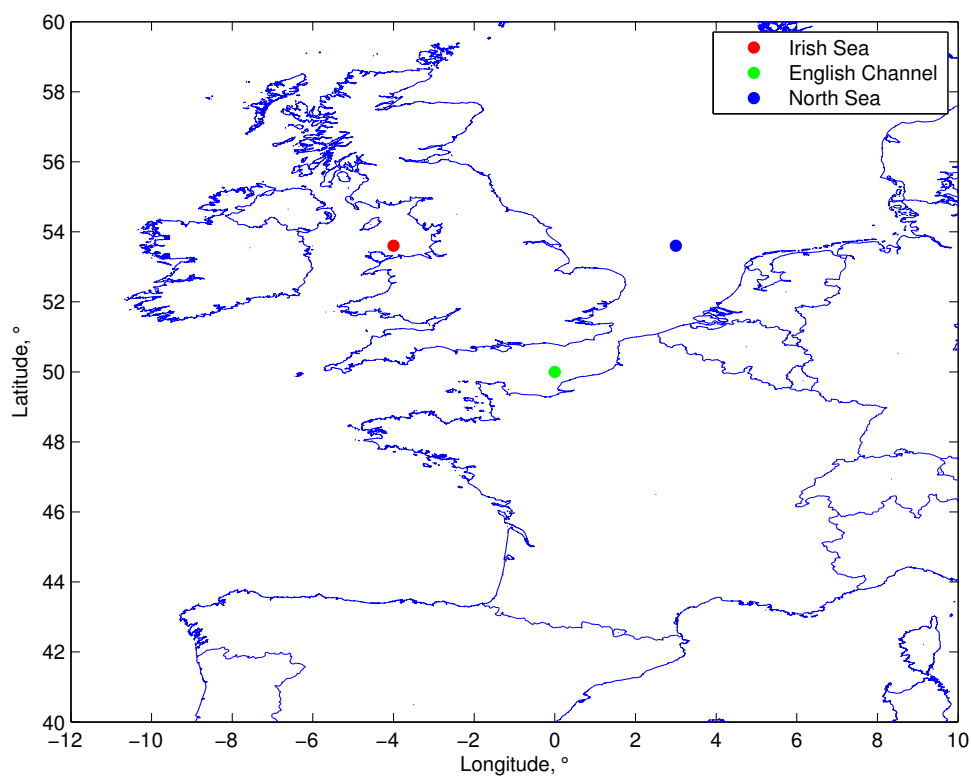 Irish Sea
English Channel
North Sea
60
58
56
54
52
50
48
46
44
42
40
Latitude, °
−12 −10 −8 −6 −4 −2 0 2 4 6 8 10
Longitude, °